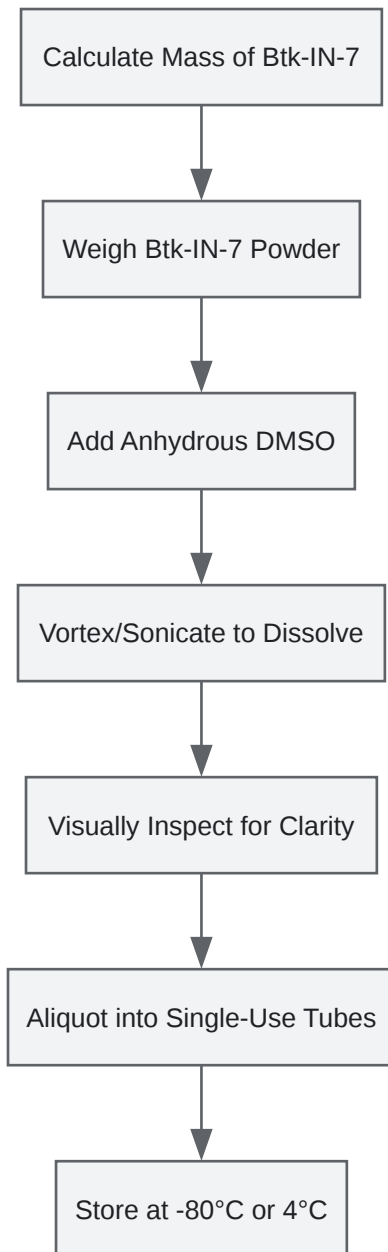 Calculate Mass of Btk-IN-7
Weigh Btk-IN-7 Powder
Add Anhydrous DMSO
Vortex/Sonicate to Dissolve
Visually Inspect for Clarity
Aliquot into Single-Use Tubes
Store at -80°C or 4°C